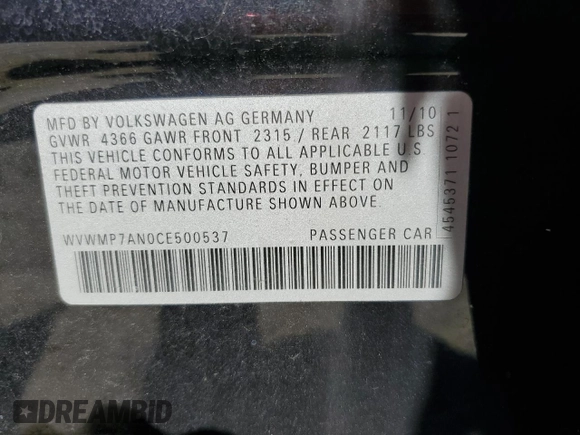 MFD BY VOLKSWAGEN AG GERMANY 11/10
GVWR 4366 GAWR FRONT 2315 / REAR 2117 LBS
THIS VEHICLE CONFORMS TO ALL APPLICABLE U.S
FEDERAL MOTOR VEHICLE SAFETY, BUMPER AND
THEFT PREVENTION STANDARDS IN EFFECT ON
THE DATE OF MANUFACTURE SHOWN ABOVE.
WVWMP7AN0CE500537 PASSENGER CAR
4545371 1072 1
DREAMBID